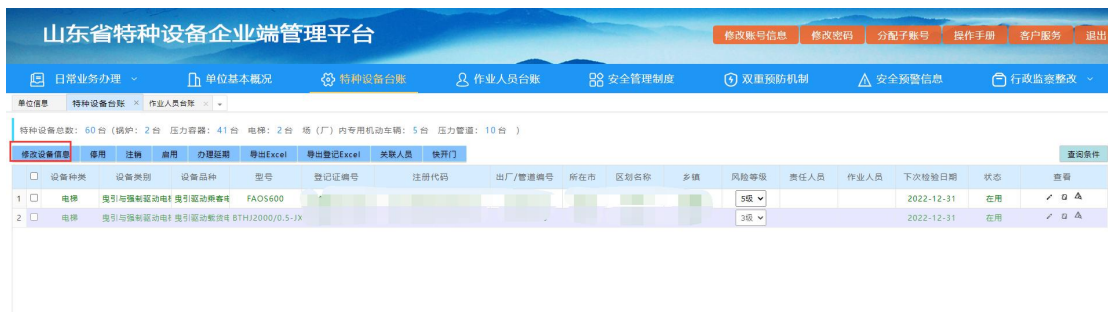 山东省特种设备企业端管理平台
修改账号信息 修改密码 分配子账号 操作手册 客户服务 退出
日常业务办理 单位基本概况 特种设备台账 作业人员台账 安全管理制度 双重预防机制 安全预警信息 行政监察整改
单位信息 特种设备台账 × 作业人员台账 ×
特种设备总数: 60台 (锅炉: 2台 压力容器: 41台 电梯: 2台 场(厂)内专用机动车辆: 5台 压力管道: 10台 )
修改设备信息 停用 注销 启用 办理延期 导出Excel 导出登记Excel 关联人员 快开门 查询条件
设备种类 设备类别 设备品种 型号 登记证编号 注册代码 出厂/管道编号 所在市 区划名称 乡镇 风险等级 责任人员 作业人员 下次检验日期 状态 查看
1 电梯 曳引与强制驱动电梯 曳引驱动乘客电 FAOS600 5级 2022-12-31 在用
2 电梯 曳引与强制驱动电梯 曳引驱动载货电 BTHJ2000/0.5-JX 3级 2022-12-31 在用